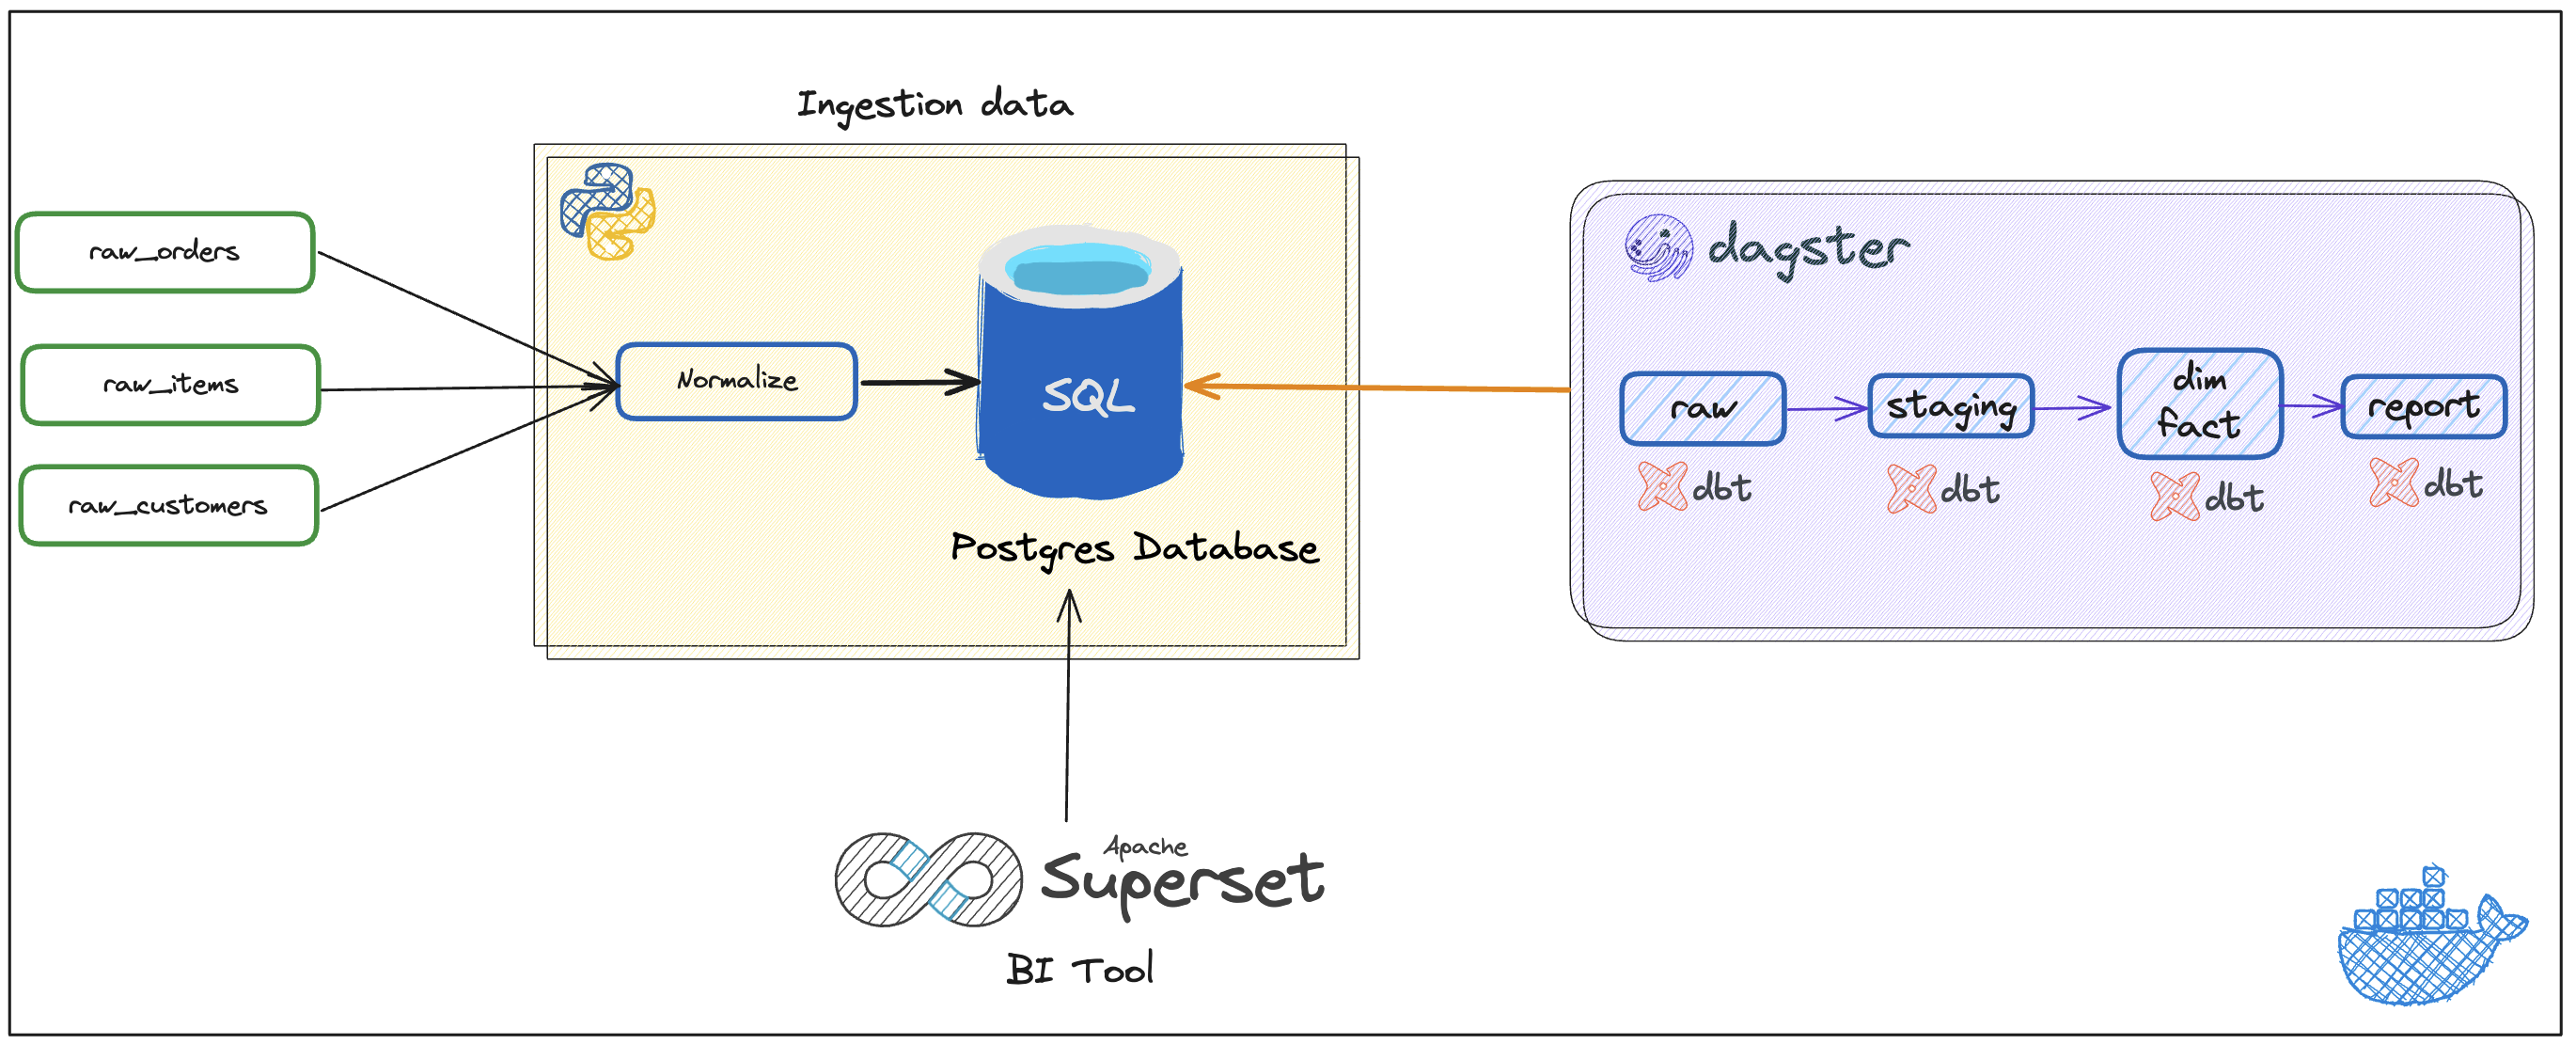 Ingestion data
raw_orders
raw_items
raw_customers
Normalize
SQL
Postgres Database
dagster
raw
staging
dim
fact
report
dbt
dbt
dbt
dbt
Apache
Superset
BI Tool